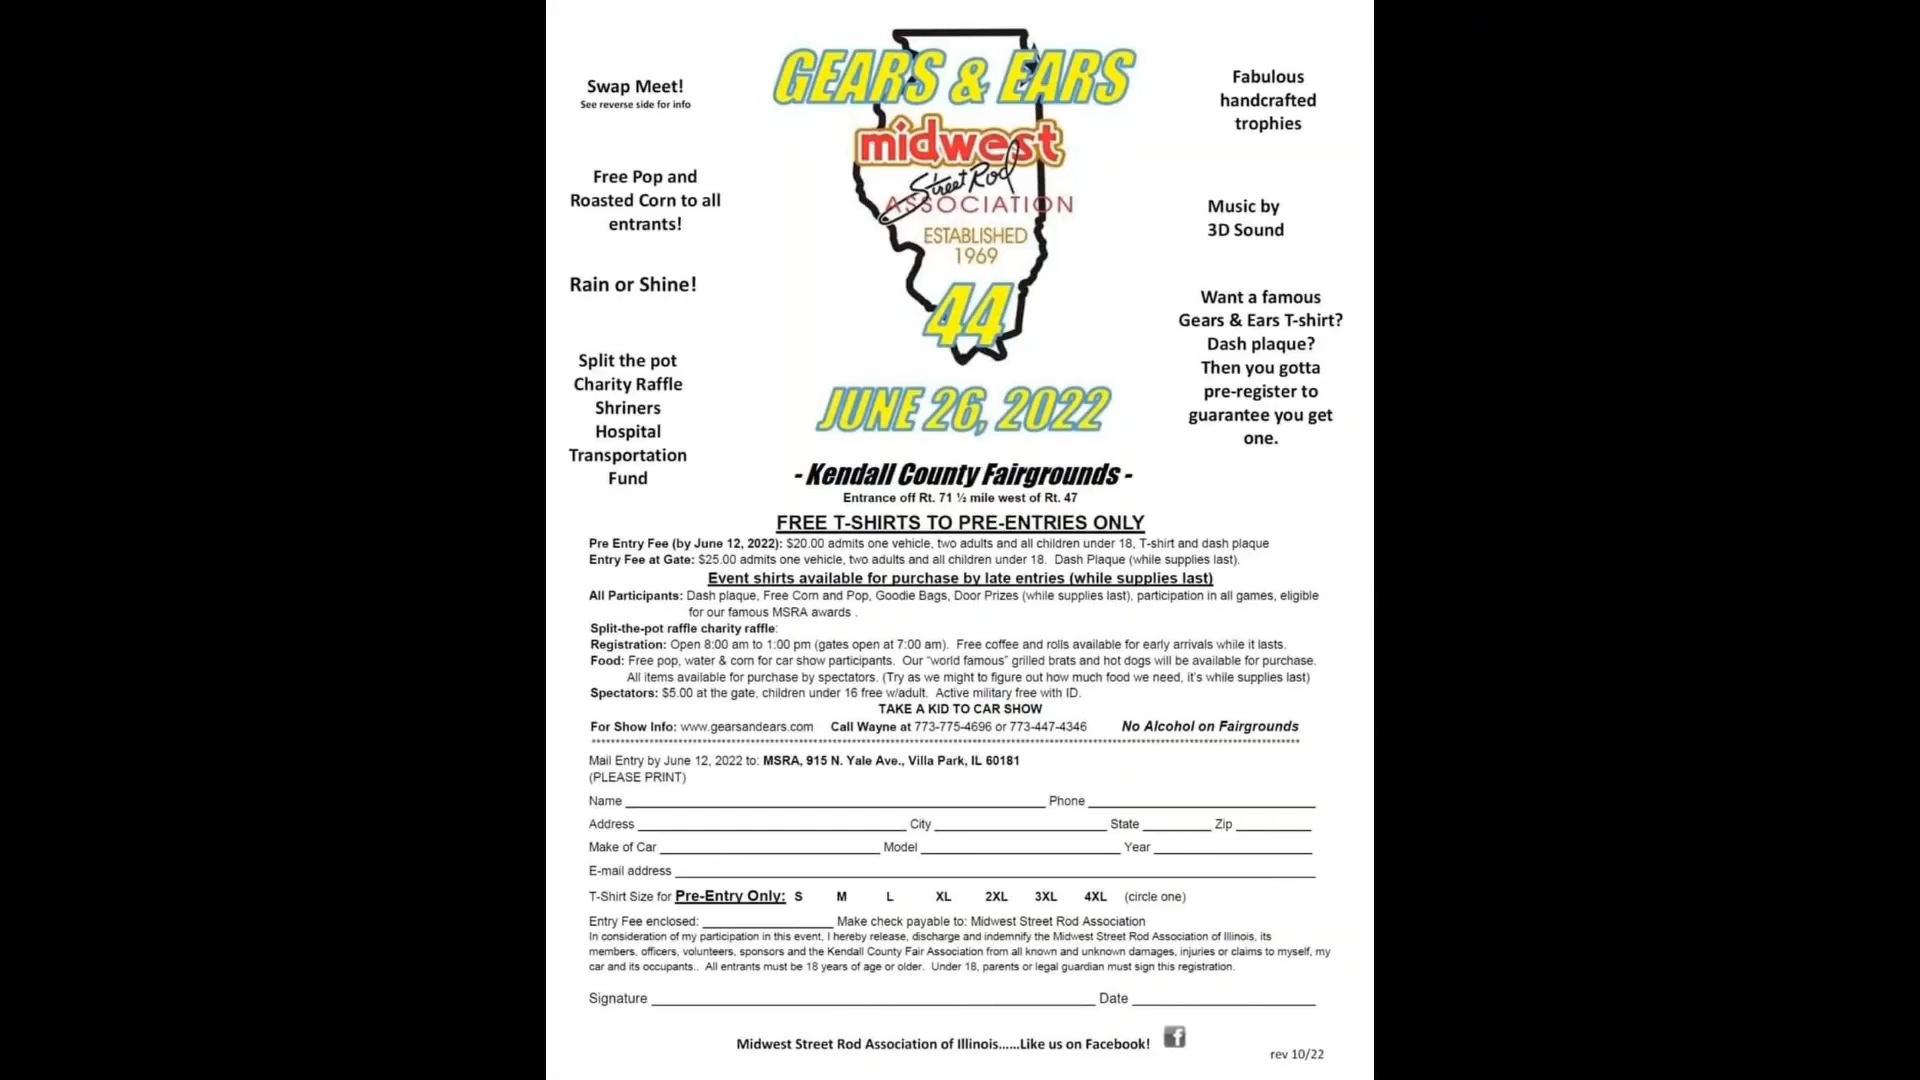 GEARS & EARS
midwest
Street Rod
ASSOCIATION
ESTABLISHED
1969
44
JUNE 26, 2022
Swap Meet!
See reverse side for info
Free Pop and
Roasted Corn to all
entrants!
Rain or Shine!
Split the pot
Charity Raffle
Shriners
Hospital
Transportation
Fund
Fabulous
handcrafted
trophies
Music by
3D Sound
Want a famous
Gears & Ears T-shirt?
Dash plaque?
Then you gotta
pre-register to
guarantee you get
one.
- Kendall County Fairgrounds -
Entrance off Rt. 71 ½ mile west of Rt. 47
FREE T-SHIRTS TO PRE-ENTRIES ONLY
Pre Entry Fee (by June 12, 2022): $20.00 admits one vehicle, two adults and all children under 18, T-shirt and dash plaque
Entry Fee at Gate: $25.00 admits one vehicle, two adults and all children under 18. Dash Plaque (while supplies last).
Event shirts available for purchase by late entries (while supplies last)
All Participants: Dash plaque, Free Corn and Pop, Goodie Bags, Door Prizes (while supplies last), participation in all games, eligible
for our famous MSRA awards .
Split-the-pot raffle charity raffle:
Registration: Open 8:00 am to 1:00 pm (gates open at 7:00 am). Free coffee and rolls available for early arrivals while it lasts.
Food: Free pop, water & corn for car show participants. Our "world famous" grilled brats and hot dogs will be available for purchase.
All items available for purchase by spectators. (Try as we might to figure out how much food we need, it's while supplies last)
Spectators: $5.00 at the gate, children under 16 free w/adult. Active military free with ID.
TAKE A KID TO CAR SHOW
For Show Info: www.gearsandears.com Call Wayne at 773-775-4696 or 773-447-4346 No Alcohol on Fairgrounds
Mail Entry by June 12, 2022 to: MSRA, 915 N. Yale Ave., Villa Park, IL 60181
(PLEASE PRINT)
Name Phone
Address City State Zip
Make of Car Model Year
E-mail address
T-Shirt Size for Pre-Entry Only: S M L XL 2XL 3XL 4XL (circle one)
Entry Fee enclosed: Make check payable to: Midwest Street Rod Association
In consideration of my participation in this event, I hereby release, discharge and indemnify the Midwest Street Rod Association of Illinois, its
members, officers, volunteers, sponsors and the Kendall County Fair Association from all known and unknown damages, injuries or claims to myself, my
car and its occupants.. All entrants must be 18 years of age or older. Under 18, parents or legal guardian must sign this registration.
Signature Date
Midwest Street Rod Association of Illinois......Like us on Facebook! f
rev 10/22